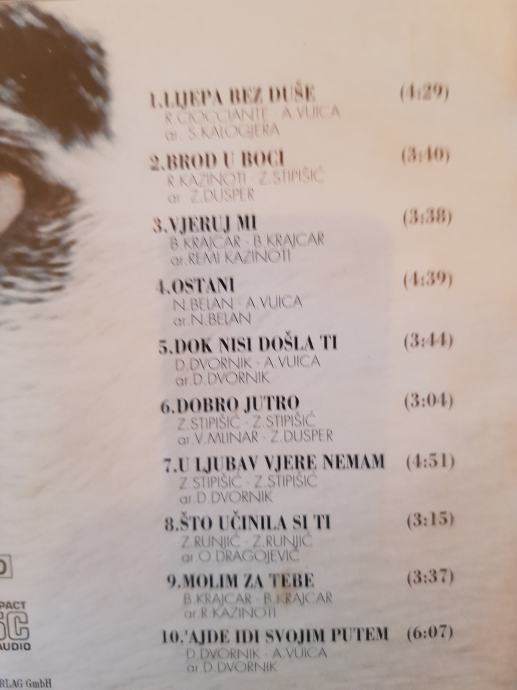 1.LIJEPA BEZ DUŠE (4:29)
R.CIOCCIANTE · A.VUICA
ar. S.KALOGJERA
2.BROD U BOCI (3:40)
R.KAZINOTI · Z.STIPIŠIĆ
ar. Z.DUSPER
3.VJERUJ MI (3:38)
B.KRAJCAR · B.KRAJCAR
ar.REMI KAZINOTI
4.OSTANI (4:39)
N.BELAN · A.VUICA
ar.N.BELAN
5.DOK NISI DOŠLA TI (3:44)
D.DVORNIK · A.VUICA
ar.D.DVORNIK
6.DOBRO JUTRO (3:04)
Z.STIPIŠIĆ · Z.STIPIŠIĆ
ar.V.MLINAR · Z.DUSPER
7.U LJUBAV VJERE NEMAM (4:51)
Z.STIPIŠIĆ · Z.STIPIŠIĆ
ar.D.DVORNIK
8.ŠTO UČINILA SI TI (3:15)
Z.RUNJIĆ · Z.RUNJIĆ
ar.O.DRAGOJEVIĆ
9.MOLIM ZA TEBE (3:37)
B.KRAJCAR · B.KRAJCAR
ar.R.KAZINOTI
10.'AJDE IDI SVOJIM PUTEM (6:07)
D.DVORNIK · A.VUICA
ar.D.DVORNIK
D
PACT
SC
AUDIO
RLAG GmbH